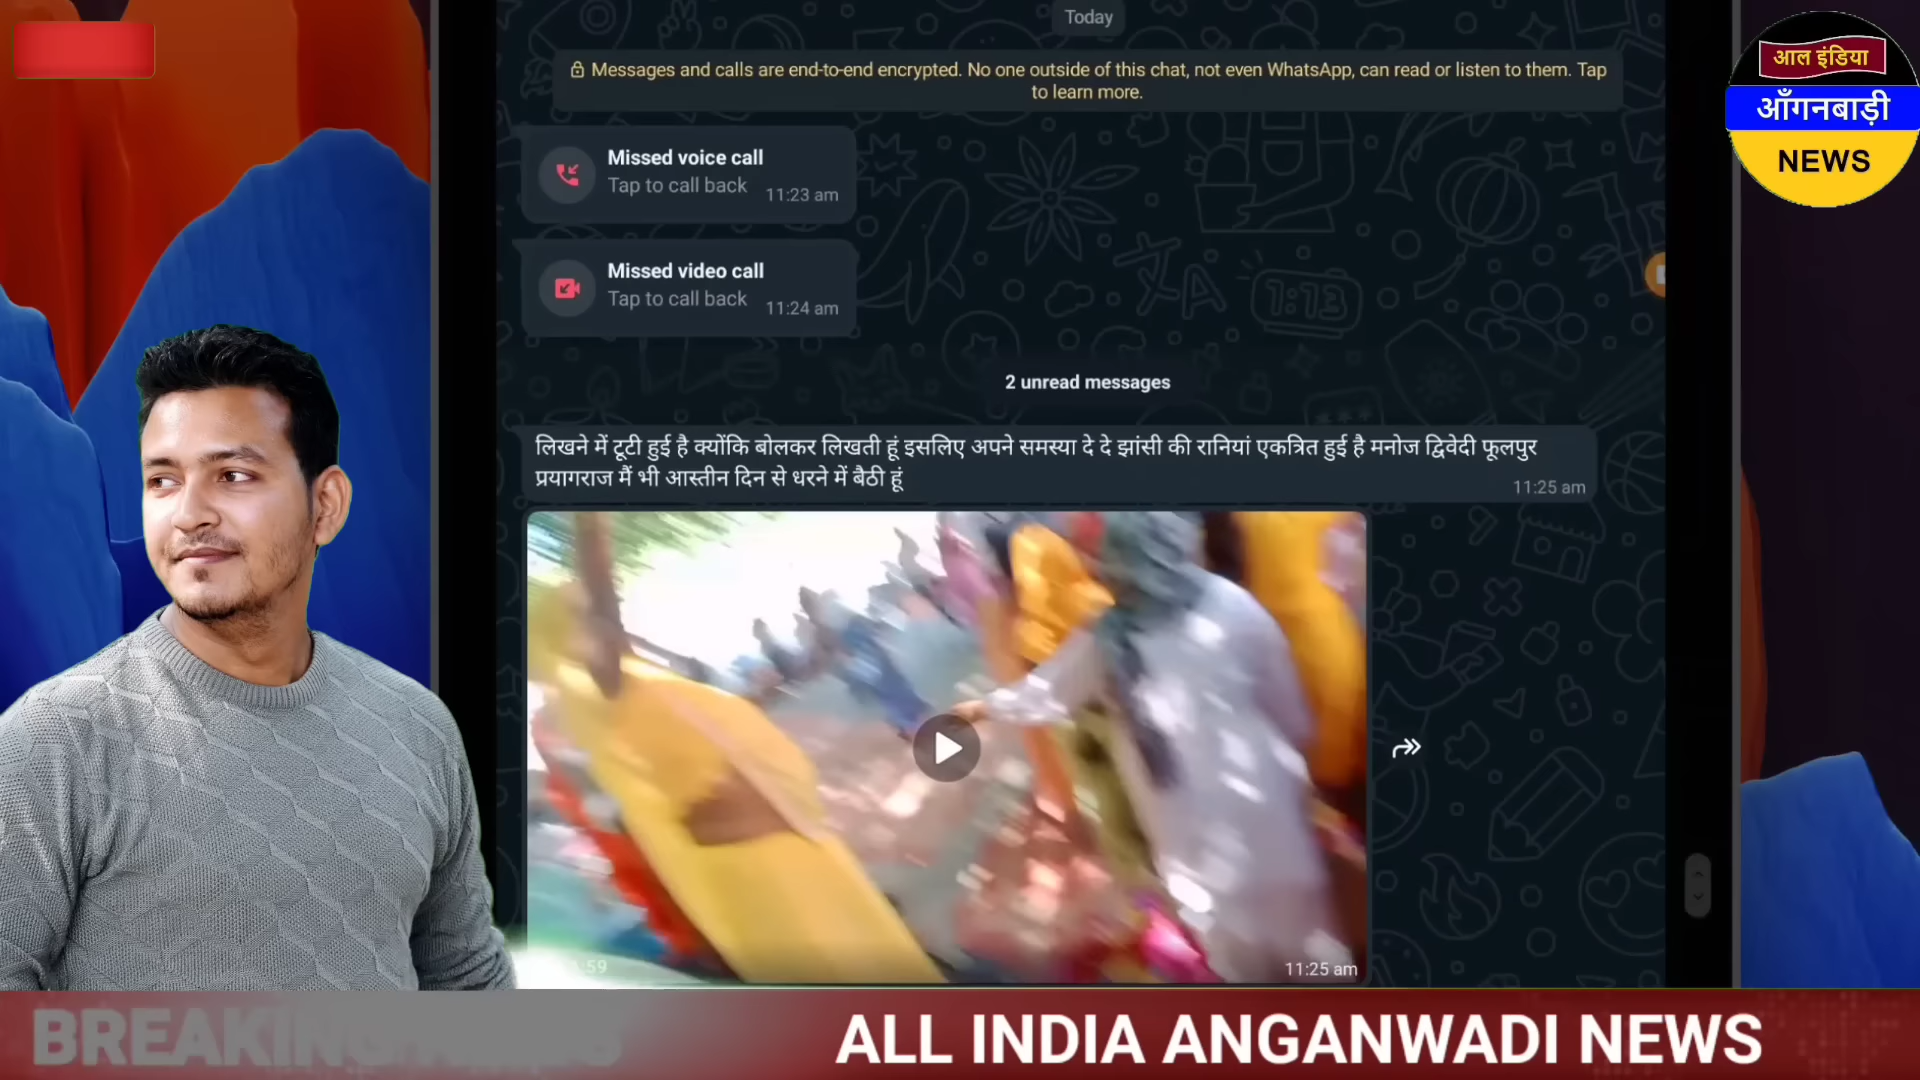 Today
Messages and calls are end-to-end encrypted. No one outside of this chat, not even WhatsApp, can read or listen to them. Tap
to learn more.
Missed voice call
Tap to call back 11:23 am
Missed video call
Tap to call back 11:24 am
2 unread messages
लिखने में टूटी हुई है क्योंकि बोलकर लिखती हूं इसलिए अपने समस्या दे दे झांसी की रानियां एकत्रित हुई है मनोज द्विवेदी फूलपुर
प्रयागराज मैं भी आस्तीन दिन से धरने में बैठी हूं
11:25 am
:59
11:25 am
आल इंडिया
आँगनबाड़ी
NEWS
BREAKING NEWS
ALL INDIA ANGANWADI NEWS